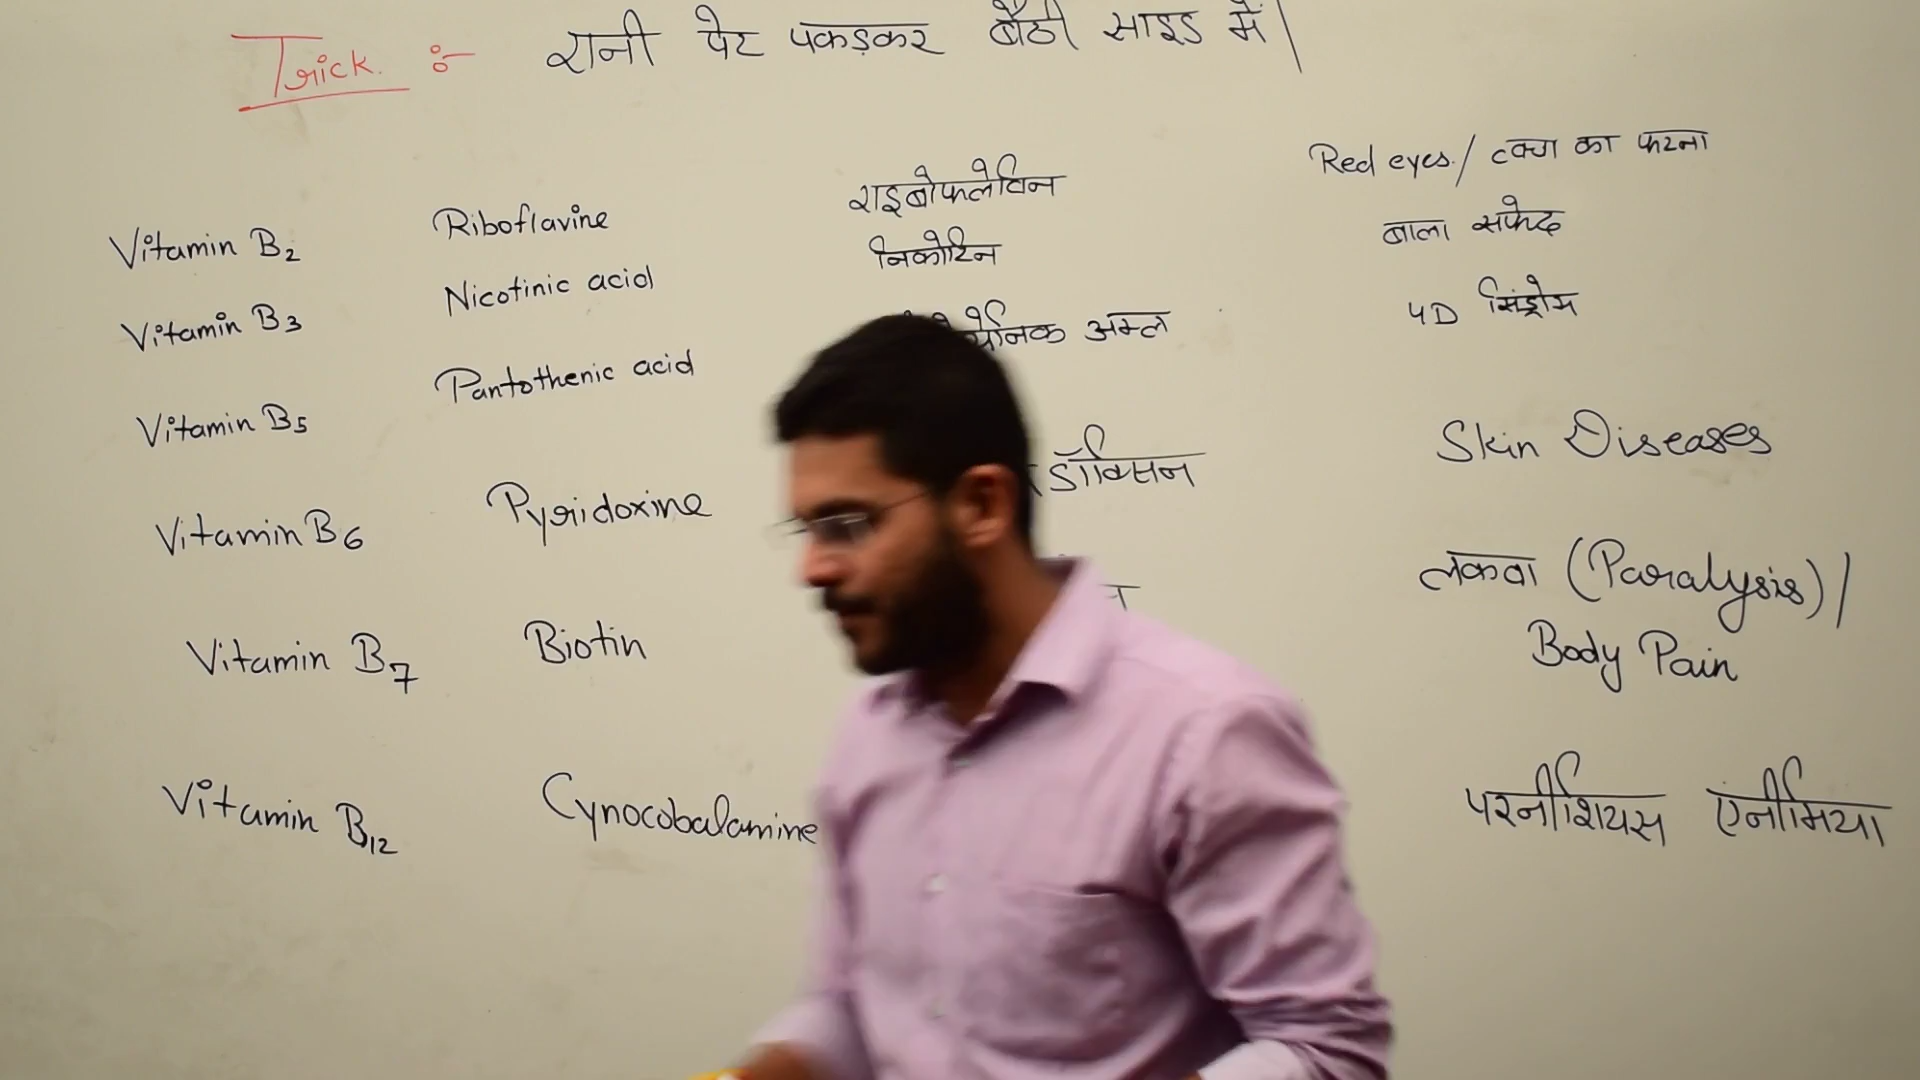 Trick :- रानी पेट पकड़कर बैठी साइड में|
Vitamin B2 Riboflavine राइबोफ्लेविन Red eyes / त्वचा का फटना
Vitamin B3 Nicotinic acid निकोटिन बाल सफेद
Vitamin B5 Pantothenic acid अम्ल 4D सिंड्रोम
Vitamin B6 Pyridoxine Skin Diseases
Vitamin B7 Biotin लकवा (Paralysis) /
Body Pain
Vitamin B12 Cynocobalamine परनीशियस एनीमिया